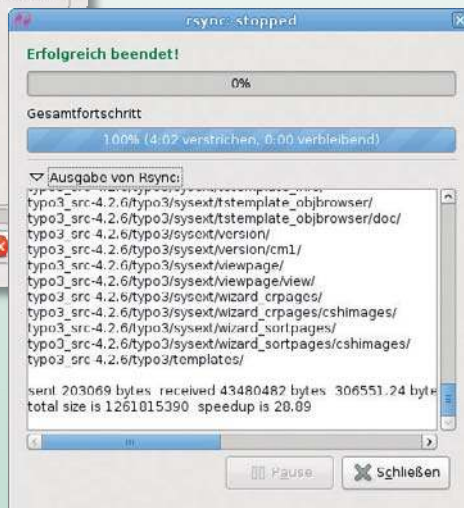 rsync: stopped
Erfolgreich beendet!
0%
Gesamtfortschritt
100% (4:02 verstrichen, 0:00 verbleibend)
Ausgabe von Rsync:
typo3_src-4.2.6/typo3/sysext/tstemplate_objbrowser/
typo3_src-4.2.6/typo3/sysext/tstemplate_objbrowser/doc/
typo3_src-4.2.6/typo3/sysext/version/
typo3_src-4.2.6/typo3/sysext/version/cm1/
typo3_src-4.2.6/typo3/sysext/viewpage/
typo3_src-4.2.6/typo3/sysext/viewpage/view/
typo3_src-4.2.6/typo3/sysext/wizard_crpages/
typo3_src-4.2.6/typo3/sysext/wizard_crpages/cshimages/
typo3_src-4.2.6/typo3/sysext/wizard_sortpages/
typo3_src-4.2.6/typo3/sysext/wizard_sortpages/cshimages/
typo3_src-4.2.6/typo3/templates/
sent 203069 bytes received 43480482 bytes 306551.24 byte
total size is 1261815390 speedup is 28.89
Pause
Schließen